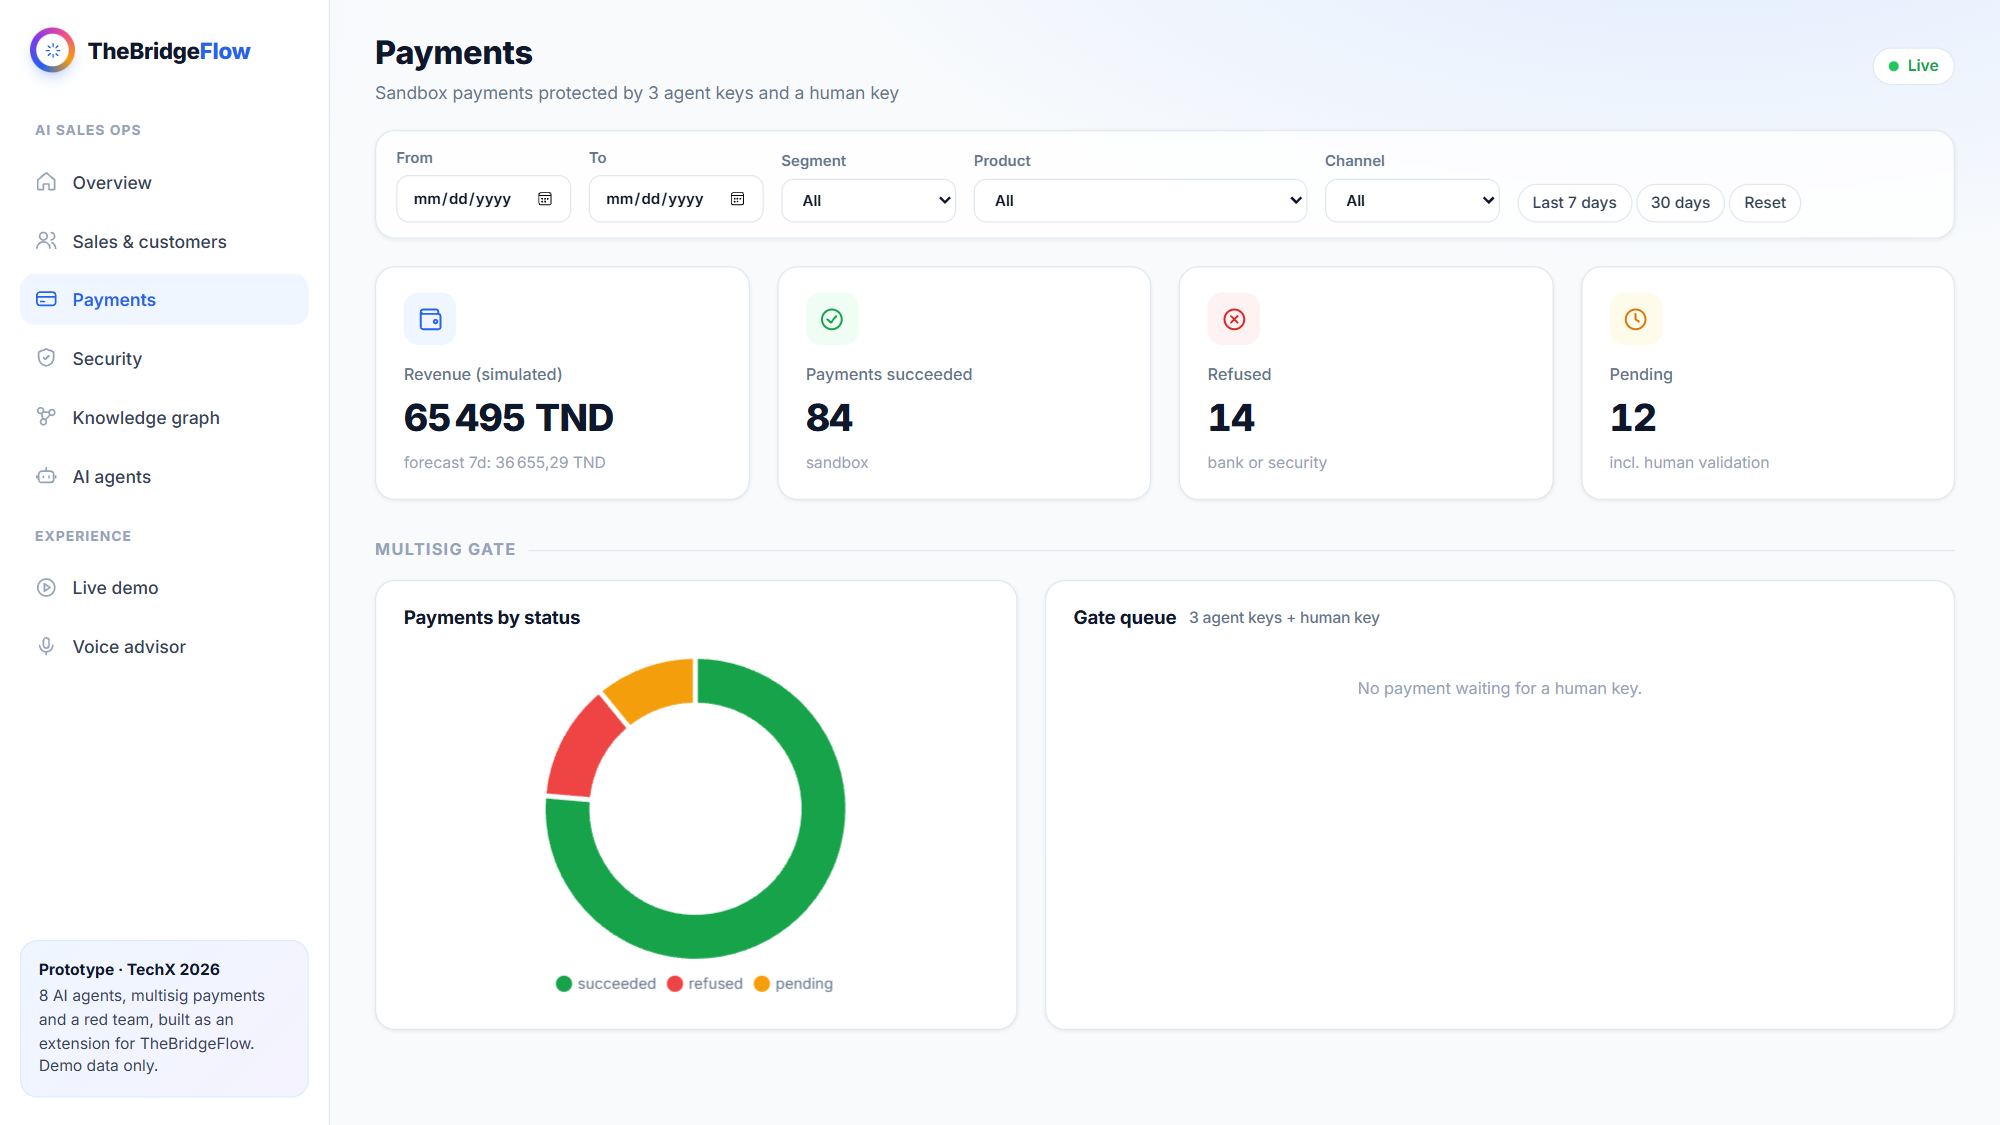 TheBridgeFlow
AI SALES OPS
Overview
Sales & customers
Payments
Security
Knowledge graph
AI agents
EXPERIENCE
Live demo
Voice advisor
Prototype · TechX 2026
8 AI agents, multisig payments
and a red team, built as an
extension for TheBridgeFlow.
Demo data only.
Payments
Sandbox payments protected by 3 agent keys and a human key
Live
From
To
Segment
Product
Channel
mm/dd/yyyy
mm/dd/yyyy
All
All
All
Last 7 days
30 days
Reset
Revenue (simulated)
65 495 TND
forecast 7d: 36 655,29 TND
Payments succeeded
84
sandbox
Refused
14
bank or security
Pending
12
incl. human validation
MULTISIG GATE
Payments by status
succeeded
refused
pending
Gate queue 3 agent keys + human key
No payment waiting for a human key.